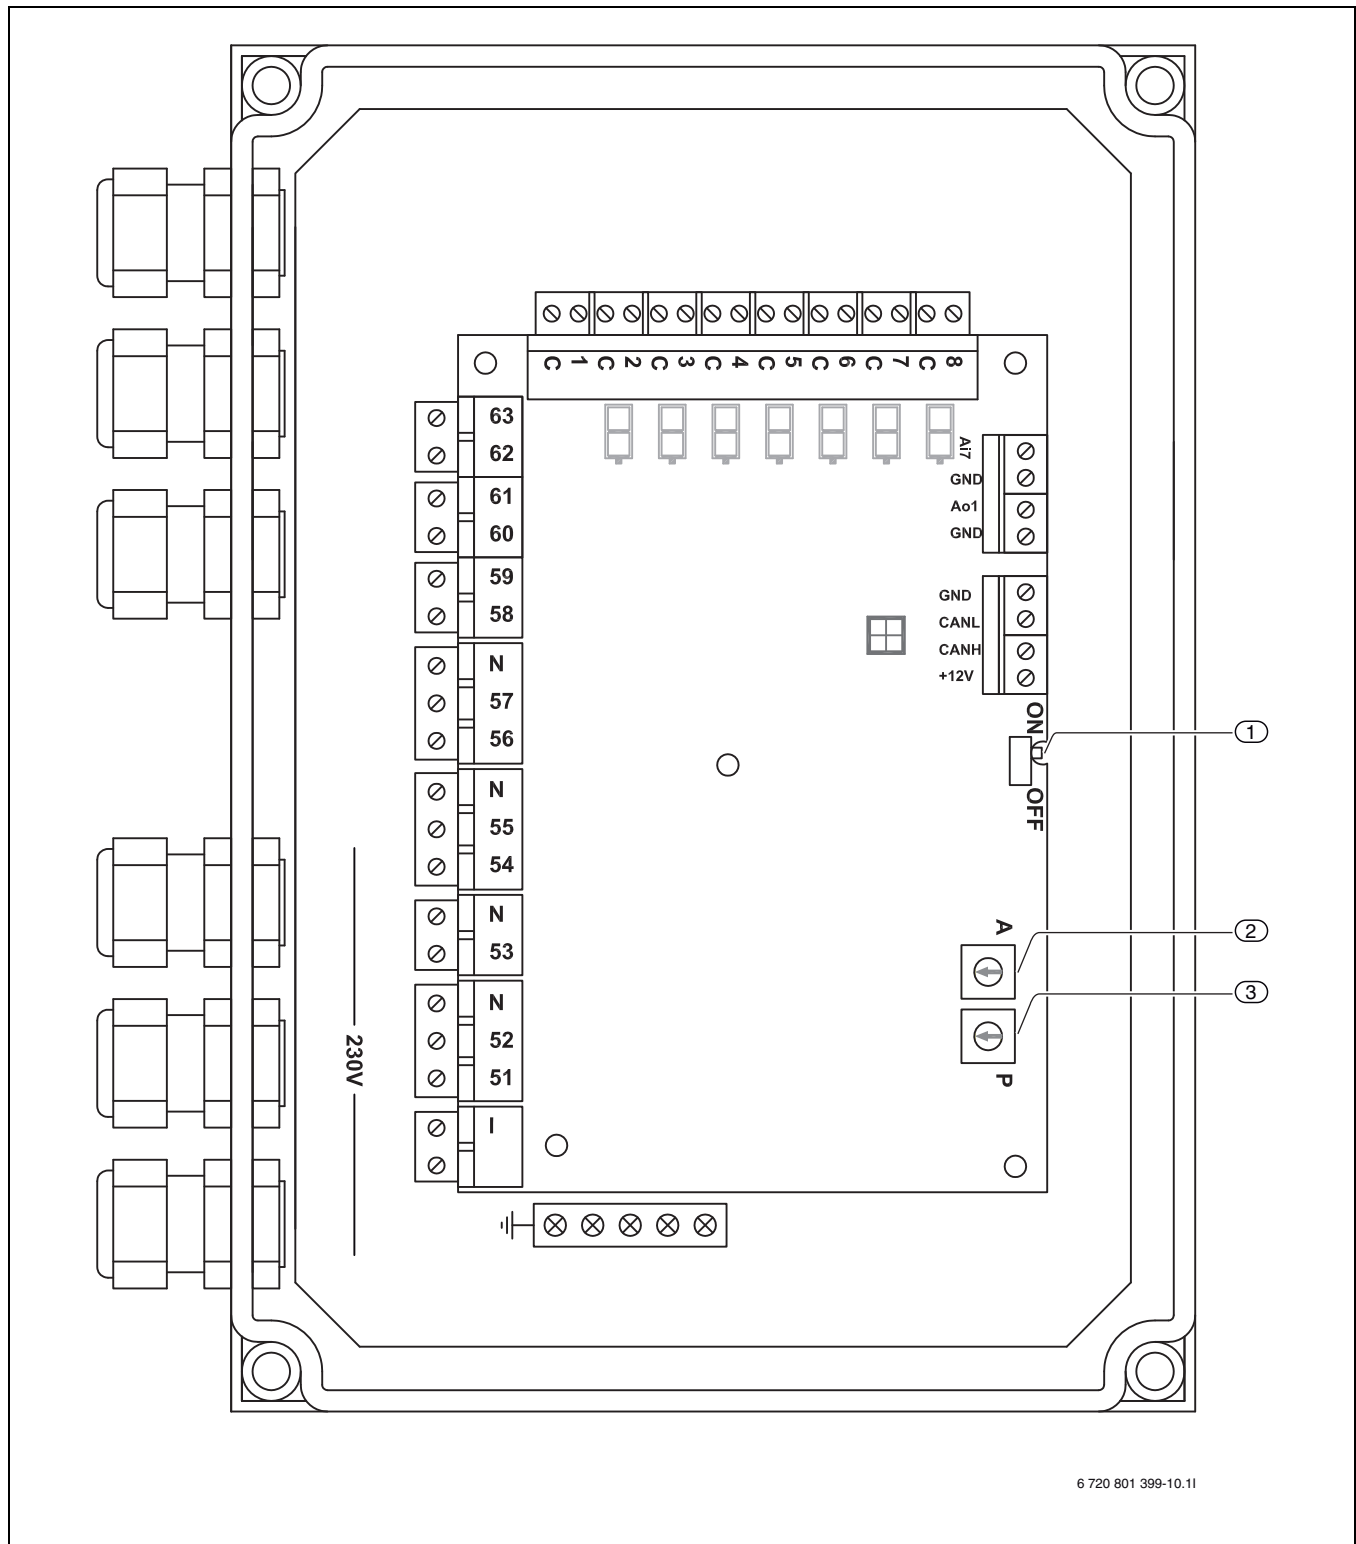 C 1 C 2 C 3 C 4 C 5 C 6 C 7 C 8
63
62
61
60
59
58
N
57
56
N
55
54
N
53
N
52
51
I
Ai7
GND
Ao1
GND
GND
CANL
CANH
+12V
ON
OFF
1
A
2
3
P
230V
6 720 801 399-10.1I